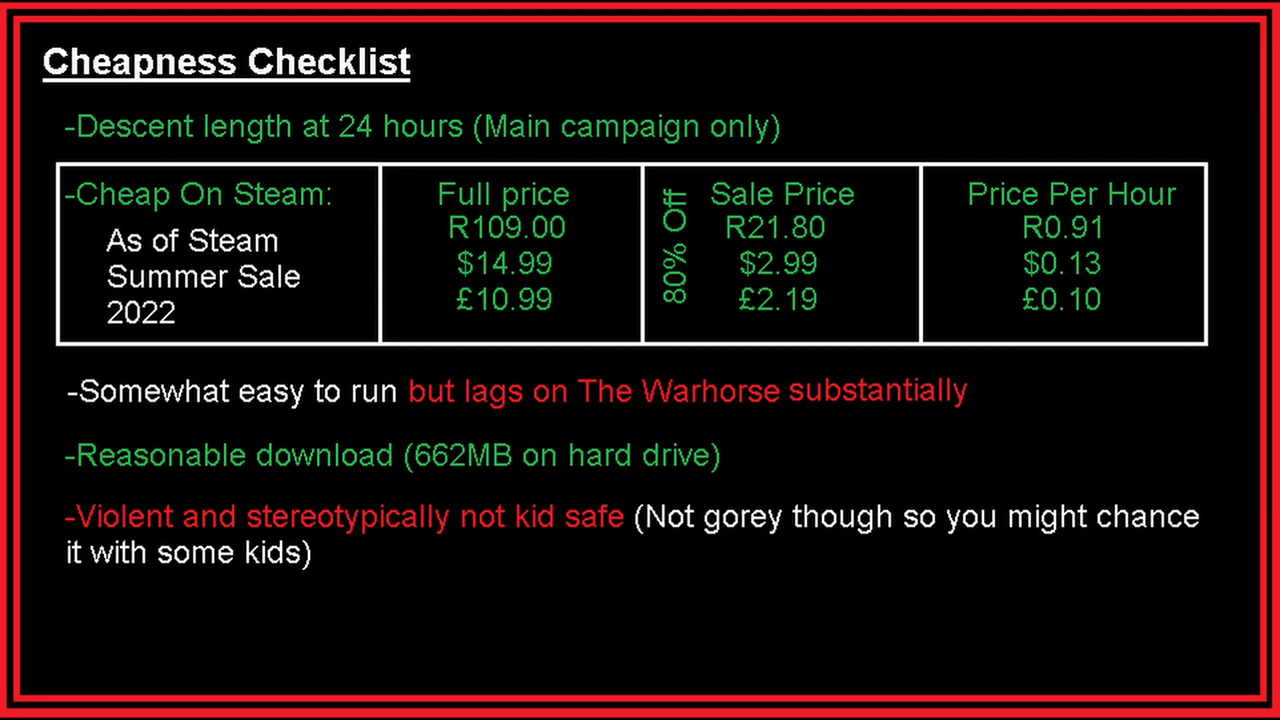 Cheapness Checklist
-Descent length at 24 hours (Main campaign only)
-Cheap On Steam:
As of Steam
Summer Sale
2022
Full price
R109.00
$14.99
£10.99
80% Off
Sale Price
R21.80
$2.99
£2.19
Price Per Hour
R0.91
$0.13
£0.10
-Somewhat easy to run but lags on The Warhorse substantially
-Reasonable download (662MB on hard drive)
-Violent and stereotypically not kid safe (Not gorey though so you might chance
it with some kids)